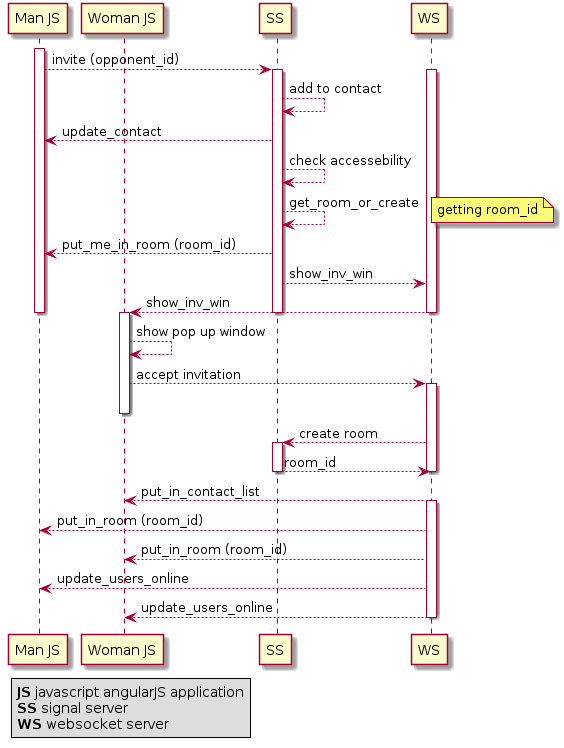 Man JS Woman JS SS WS
invite (opponent_id)
add to contact
update_contact
check accessebility
get_room_or_create
getting room_id
put_me_in_room (room_id)
show_inv_win
show_inv_win
show pop up window
accept invitation
create room
room_id
put_in_contact_list
put_in_room (room_id)
put_in_room (room_id)
update_users_online
update_users_online
Man JS Woman JS SS WS
JS javascript angularJS application
SS signal server
WS websocket server